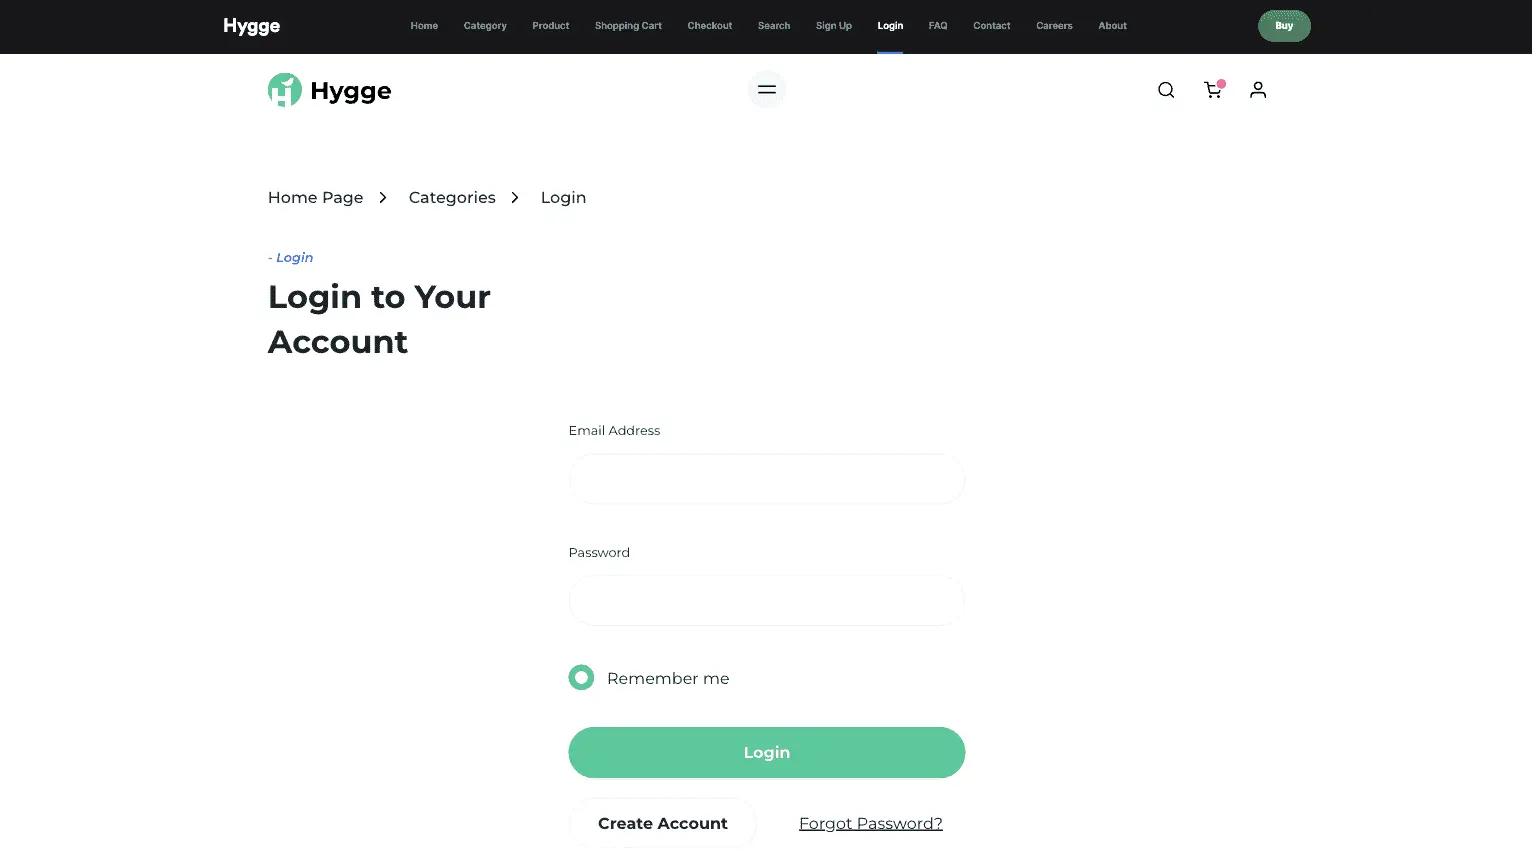 Hygge
Home Category Product Shopping Cart Checkout Search Sign Up Login FAQ Contact Careers About
Buy
Hygge
Home Page Categories Login
- Login
Login to Your
Account
Email Address
Password
Remember me
Login
Create Account Forgot Password?